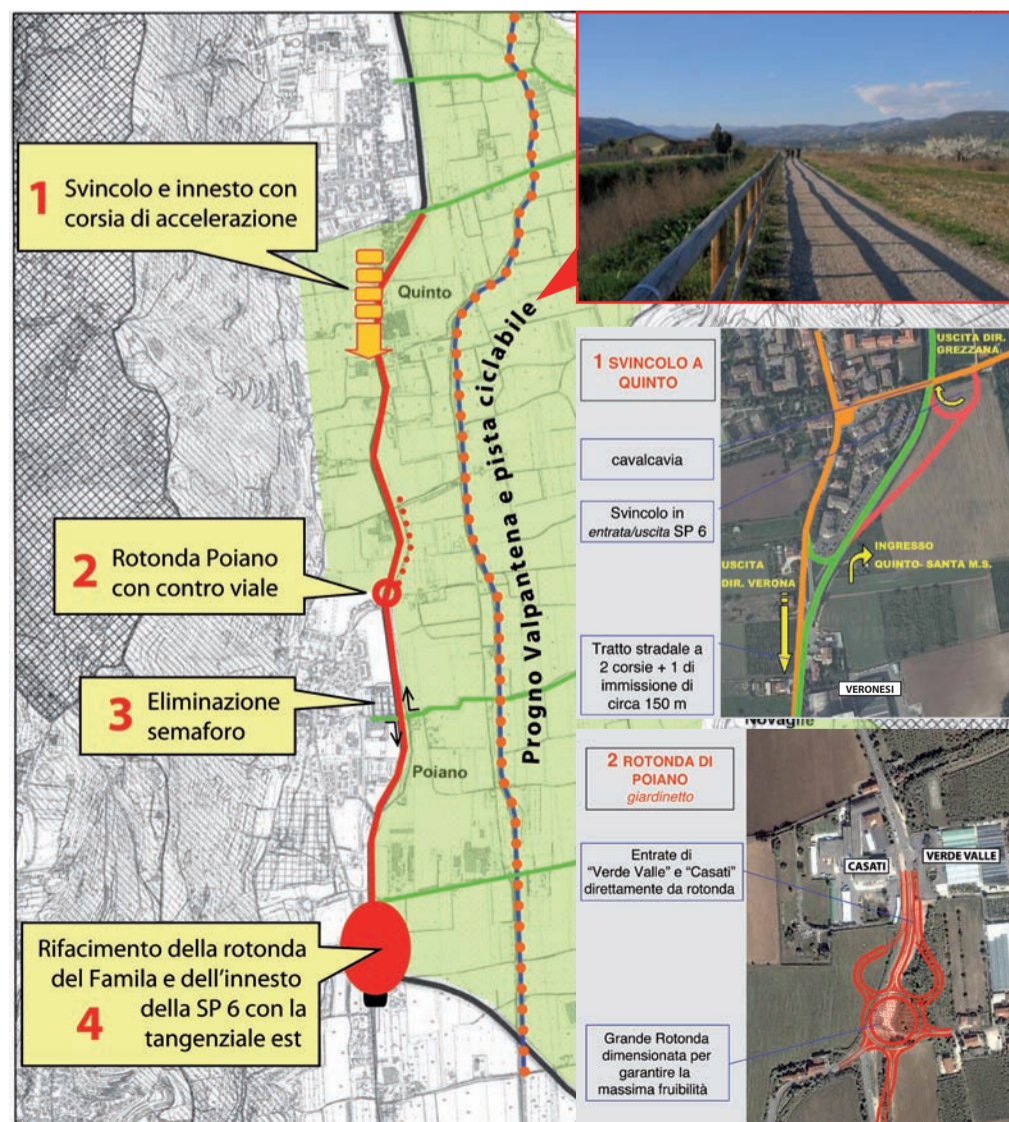 1 Svincolo e innesto con
corsia di accelerazione
Quinto
2 Rotonda Poiano
con contro viale
3 Eliminazione
semaforo
Poiano
Rifacimento della rotonda
del Famila e dell'innesto
4 della SP 6 con la
tangenziale est
Progno Valpantena e pista ciclabile
1 SVINCOLO A
QUINTO
cavalcavia
Svincolo in
entrata/uscita SP 6
Tratto stradale a
2 corsie + 1 di
immissione di
circa 150 m
USCITA DIR.
GREZZANA
INGRESSO
QUINTO- SANTA M.S.
USCITA
DIR. VERONA
VERONESI
Novaglie
2 ROTONDA DI
POIANO
giardinetto
Entrate di
"Verde Valle" e "Casati"
direttamente da rotonda
Grande Rotonda
dimensionata per
garantire la
massima fruibilità
CASATI
VERDE VALLE